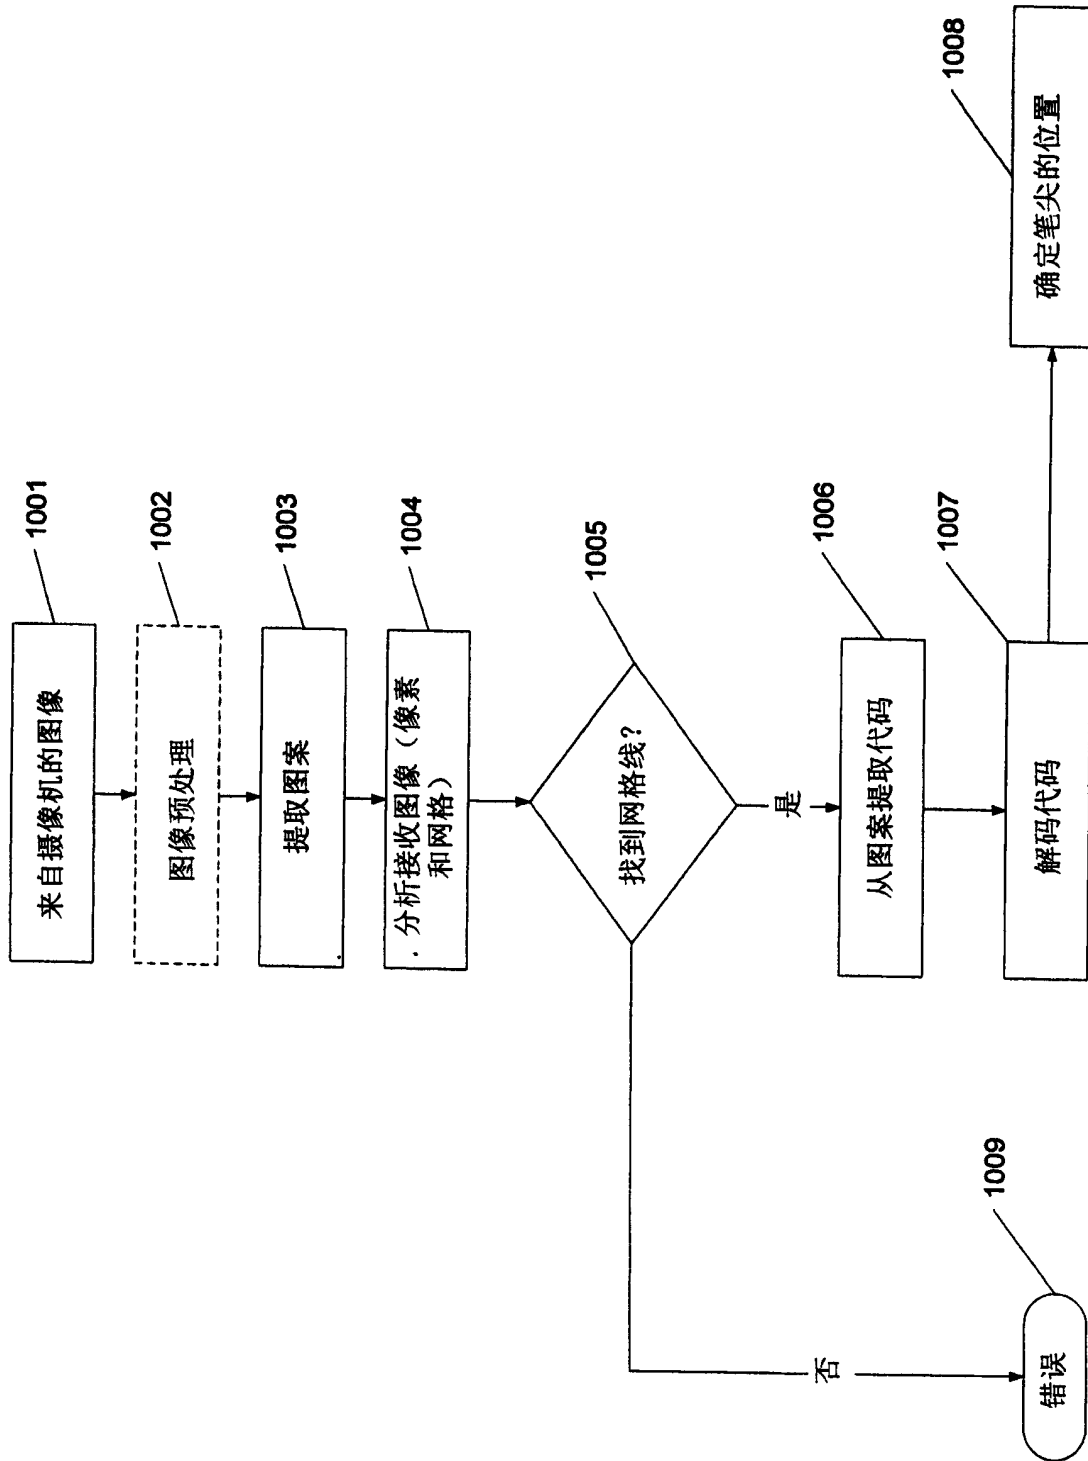 1001
来自摄像机的图像
1002
图像预处理
1003
提取图案
1004
分析接收图像（像素
和网格）
1005
找到网格线？
是
否
1006
从图案提取代码
1007
解码代码
1008
确定笔尖的位置
1009
错误